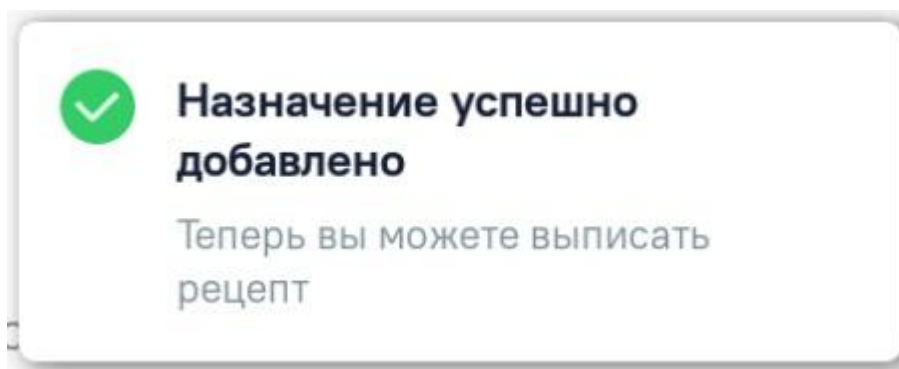 Назначение успешно
добавлено
Теперь вы можете выписать
рецепт